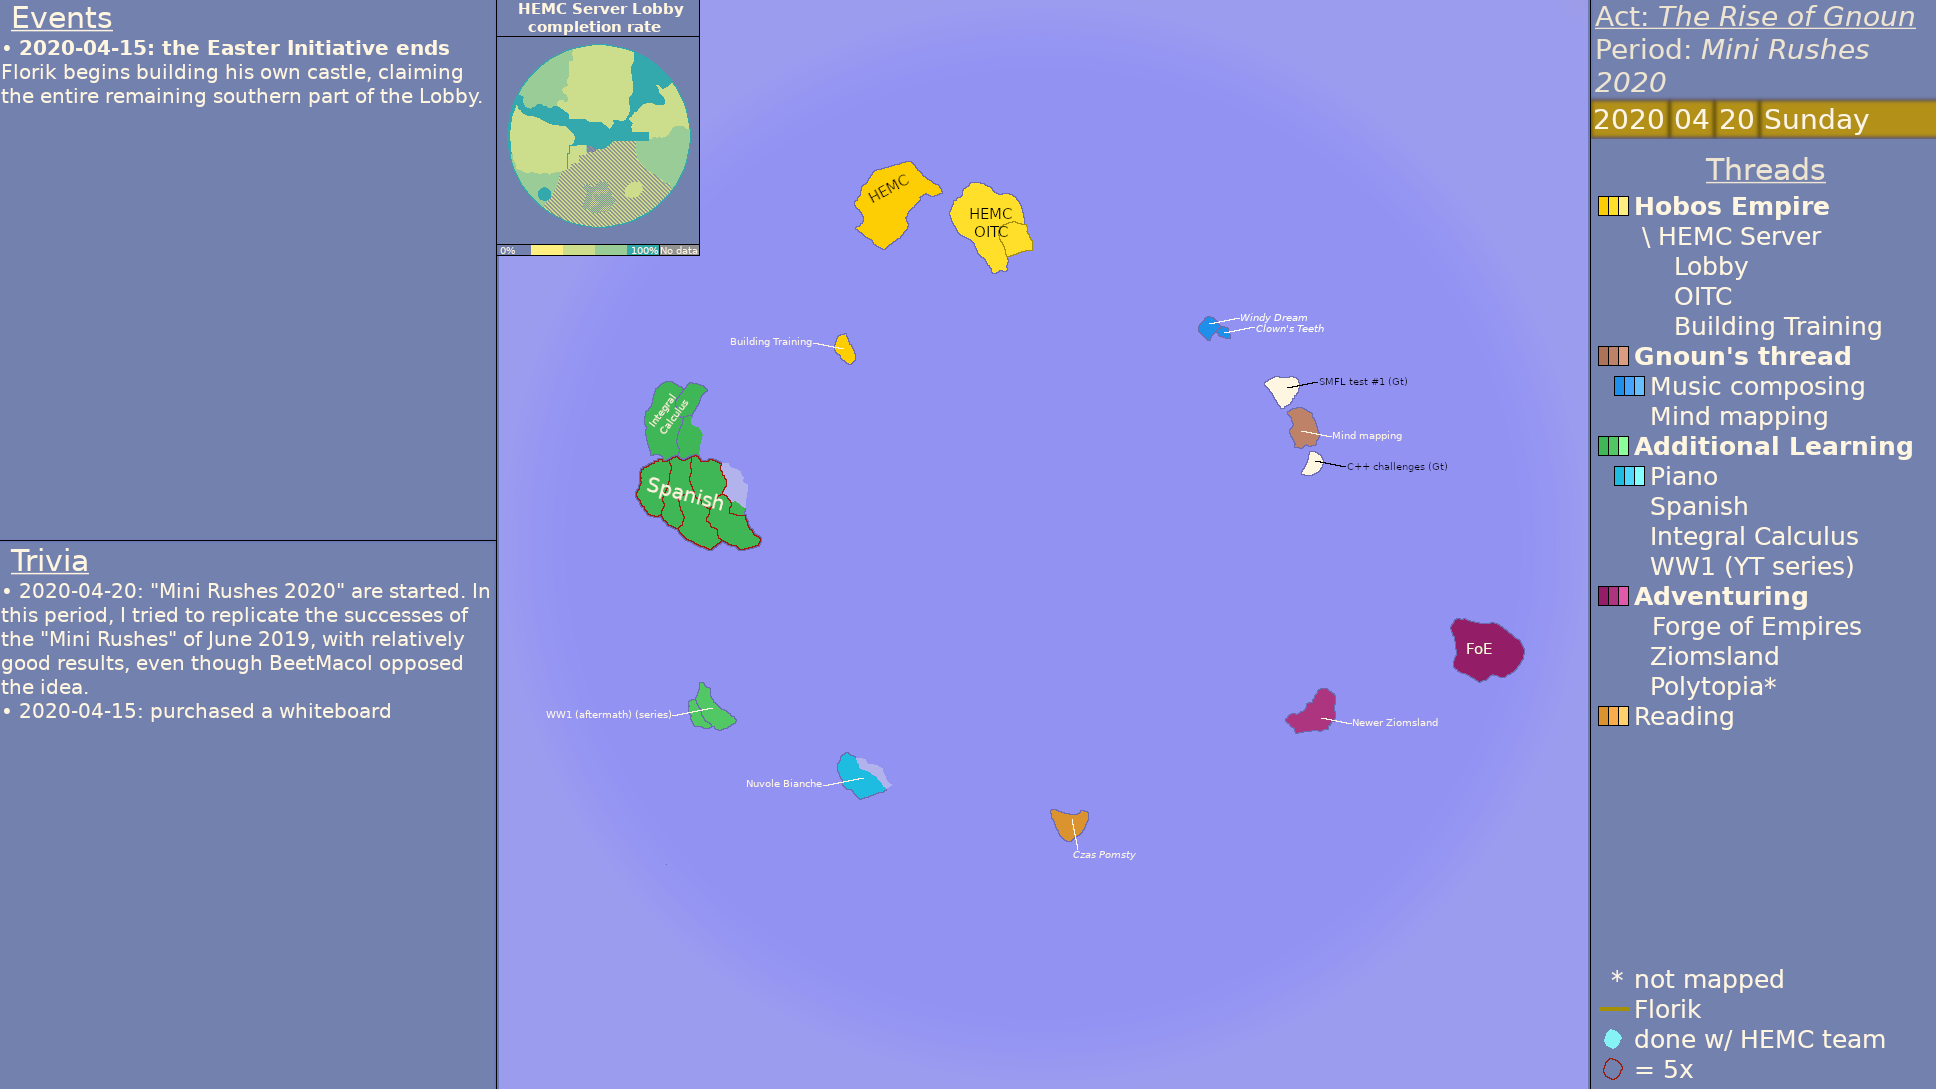 Events
• 2020-04-15: the Easter Initiative ends
Florik begins building his own castle, claiming
the entire remaining southern part of the Lobby.
Trivia
• 2020-04-20: "Mini Rushes 2020" are started. In
this period, I tried to replicate the successes of
the "Mini Rushes" of June 2019, with relatively
good results, even though BeetMacol opposed
the idea.
• 2020-04-15: purchased a whiteboard
HEMC Server Lobby
completion rate
0%
100%
No data
HEMC
HEMC
OITC
Building Training
Windy Dream
Clown's Teeth
Integral
Calculus
SMFL test #1 (Gt)
Mind mapping
C++ challenges (Gt)
Spanish
FoE
WW1 (aftermath) (series)
Newer Ziomsland
Nuvole Bianche
Czas Pomsty
Act: The Rise of Gnoun
Period: Mini Rushes
2020
2020 04 20 Sunday
Threads
Hobos Empire
\ HEMC Server
Lobby
OITC
Building Training
Gnoun's thread
Music composing
Mind mapping
Additional Learning
Piano
Spanish
Integral Calculus
WW1 (YT series)
Adventuring
Forge of Empires
Ziomsland
Polytopia*
Reading
* not mapped
Florik
done w/ HEMC team
= 5x